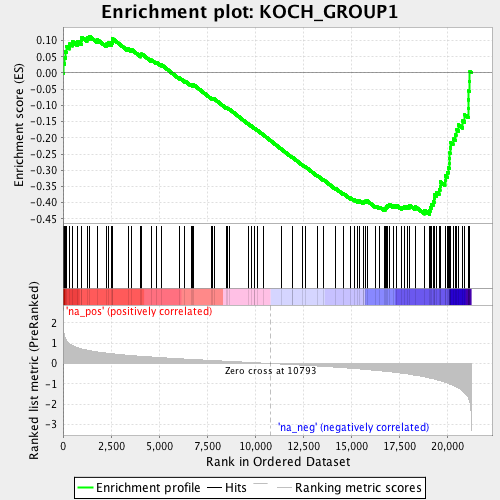 Enrichment plot: KOCH_GROUP1
Enrichment score (ES)
0.10
0.05
0.00
-0.05
-0.10
-0.15
-0.20
-0.25
-0.30
-0.35
-0.40
-0.45
'na_pos' (positively correlated)
Ranked list metric (PreRanked)
2
1
0
-1
-2
-3
Zero cross at 10793
'na_neg' (negatively correlated)
0
2,500
5,000
7,500
10,000
12,500
15,000
17,500
20,000
Rank in Ordered Dataset
Enrichment profile
Hits
Ranking metric scores